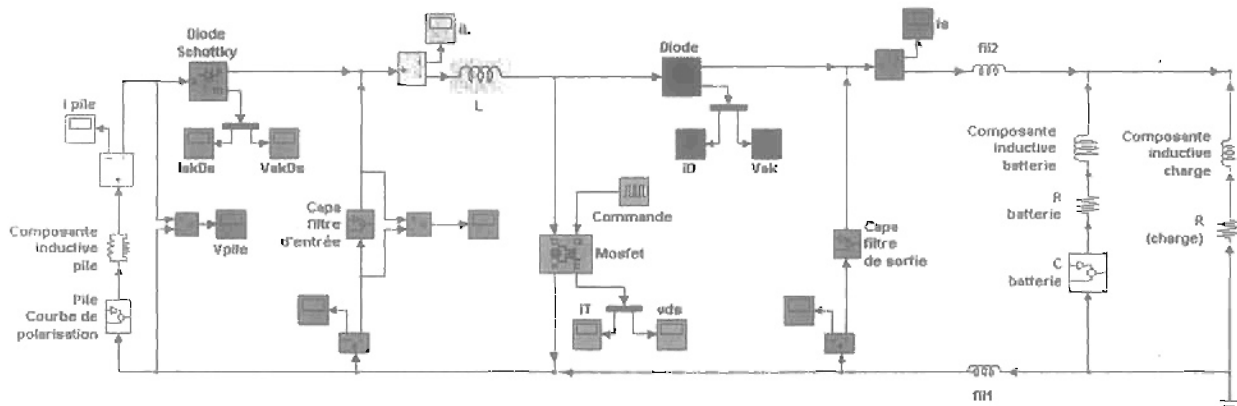 Diode
Schottky
i pile
IakDs
VakDs
Composante
inductive
pile
Vpile
Pile
Courbe de
polarisation
Capa
filtre
d'entrée
iL
L
Commande
Mosfet
iT
vds
Diode
iD
Vak
Capa
filtre
de sortie
is
fil2
Composante
inductive
batterie
R
batterie
C
batterie
Composante
inductive
charge
R
(charge)
fil1